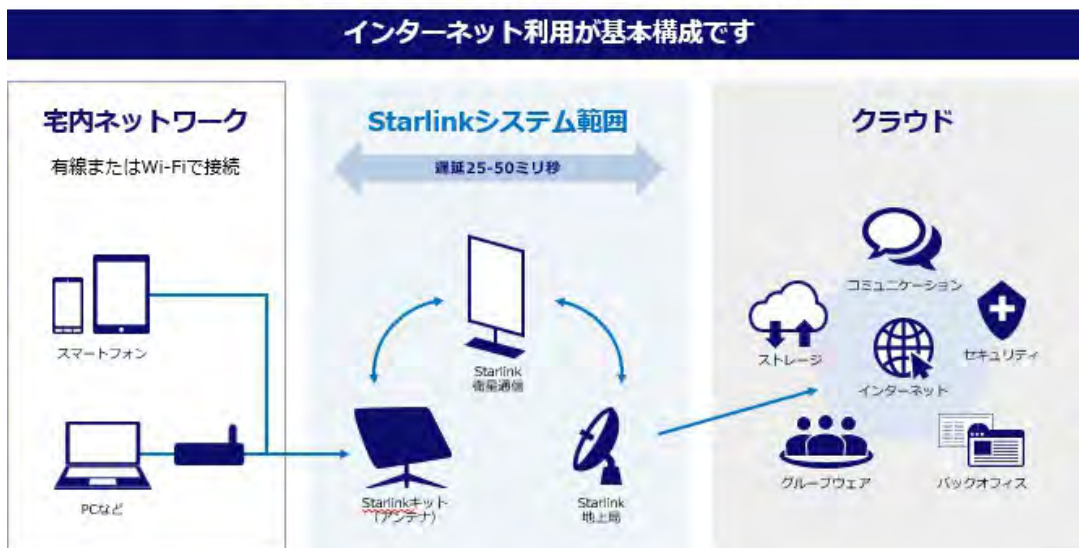 インターネット利用が基本構成です
宅内ネットワーク
有線またはWi-Fiで接続
スマートフォン
PCなど
Starlinkシステム範囲
遅延25-50ミリ秒
Starlink
衛星通信
Starlinkキット
(アンテナ)
Starlink
地上局
クラウド
コミュニケーション
ストレージ
セキュリティ
インターネット
グループウェア
バックオフィス